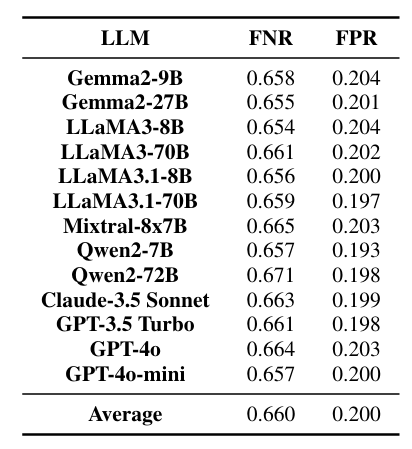 LLM FNR FPR
Gemma2-9B 0.658 0.204
Gemma2-27B 0.655 0.201
LLaMA3-8B 0.654 0.204
LLaMA3-70B 0.661 0.202
LLaMA3.1-8B 0.656 0.200
LLaMA3.1-70B 0.659 0.197
Mixtral-8x7B 0.665 0.203
Qwen2-7B 0.657 0.193
Qwen2-72B 0.671 0.198
Claude-3.5 Sonnet 0.663 0.199
GPT-3.5 Turbo 0.661 0.198
GPT-4o 0.664 0.203
GPT-4o-mini 0.657 0.200
Average 0.660 0.200